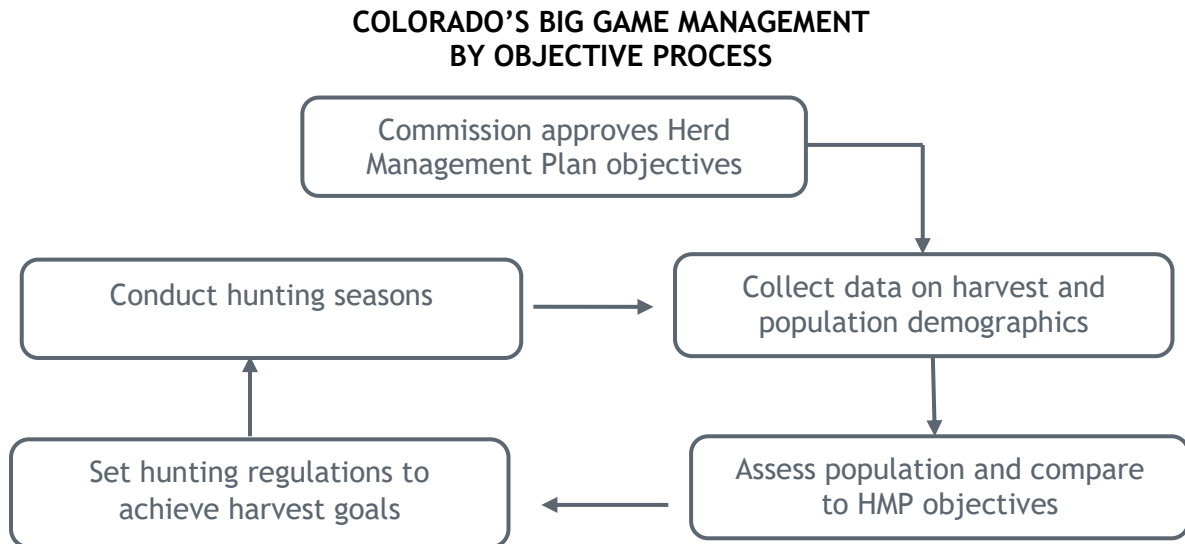 COLORADO’S BIG GAME MANAGEMENT
BY OBJECTIVE PROCESS
Commission approves Herd
Management Plan objectives
Conduct hunting seasons
Collect data on harvest and
population demographics
Set hunting regulations to
achieve harvest goals
Assess population and compare
to HMP objectives